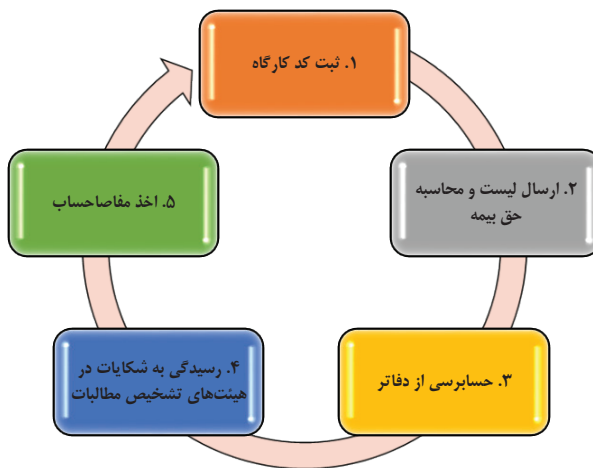 ۱. ثبت کد کارگاه
۲. ارسال لیست و محاسبه
حق بیمه
۳. حسابرسی از دفاتر
۴. رسیدگی به شکایات در
هیئت‌های تشخیص مطالبات
۵. اخذ مفاصاحساب